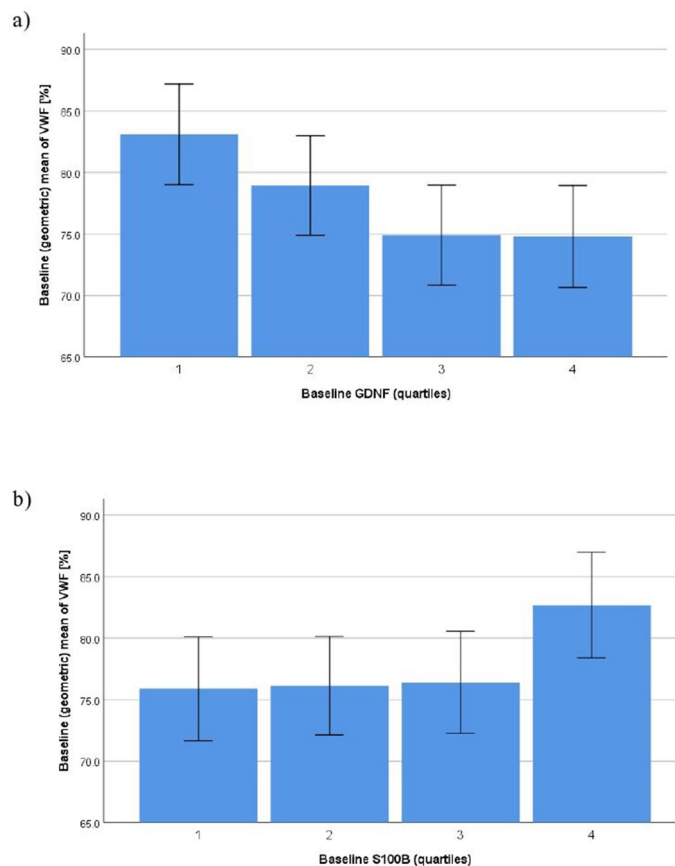 a)
90.0
85.0
80.0
75.0
70.0
65.0
Baseline (geometric) mean of VWF [%]
1 2 3 4
Baseline GDNF (quartiles)
b)
90.0
85.0
80.0
75.0
70.0
65.0
Baseline (geometric) mean of VWF [%]
1 2 3 4
Baseline S100B (quartiles)